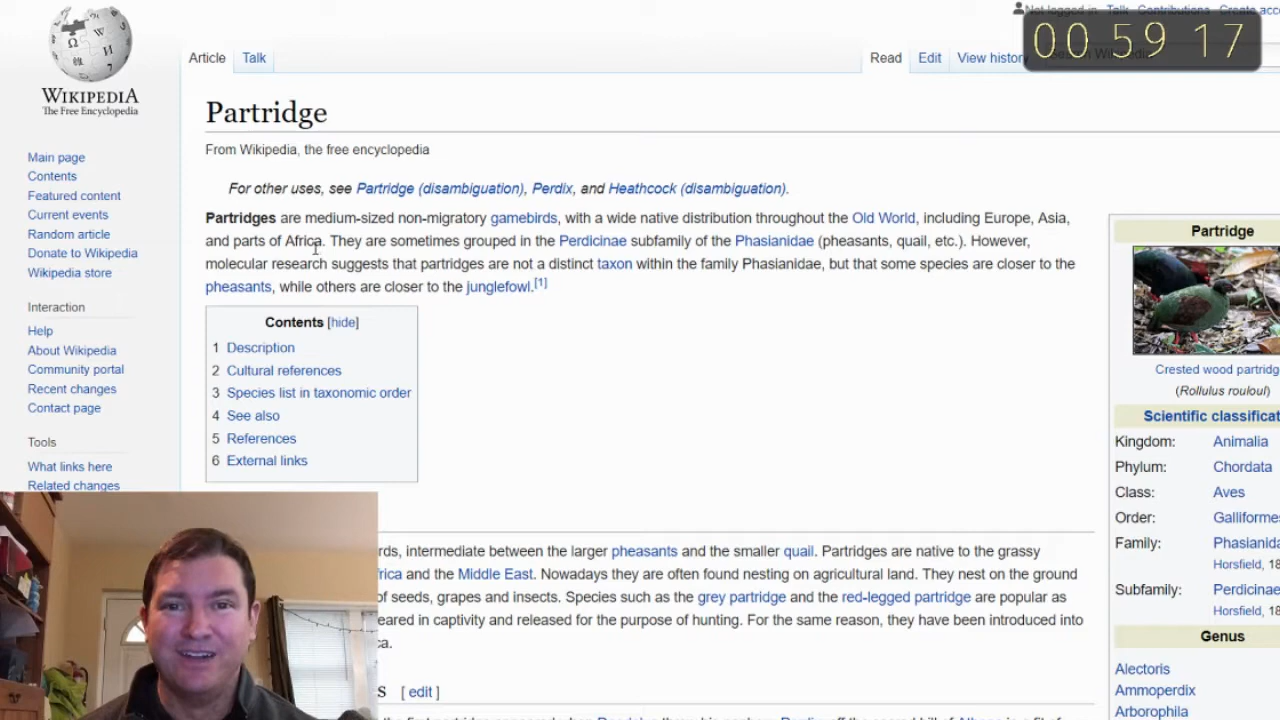 Not logged in Talk Contributions Create acc
00 59 17
WIKIPEDIA
The Free Encyclopedia
Article Talk
Read Edit View history
Partridge
From Wikipedia, the free encyclopedia
For other uses, see Partridge (disambiguation), Perdix, and Heathcock (disambiguation).
Partridges are medium-sized non-migratory gamebirds, with a wide native distribution throughout the Old World, including Europe, Asia,
and parts of Africa. They are sometimes grouped in the Perdicinae subfamily of the Phasianidae (pheasants, quail, etc.). However,
molecular research suggests that partridges are not a distinct taxon within the family Phasianidae, but that some species are closer to the
pheasants, while others are closer to the junglefowl.[1]
Contents [hide]
1 Description
2 Cultural references
3 Species list in taxonomic order
4 See also
5 References
6 External links
Main page
Contents
Featured content
Current events
Random article
Donate to Wikipedia
Wikipedia store
Interaction
Help
About Wikipedia
Community portal
Recent changes
Contact page
Tools
What links here
Related changes
rds, intermediate between the larger pheasants and the smaller quail. Partridges are native to the grassy
frica and the Middle East. Nowadays they are often found nesting on agricultural land. They nest on the ground
of seeds, grapes and insects. Species such as the grey partridge and the red-legged partridge are popular as
eared in captivity and released for the purpose of hunting. For the same reason, they have been introduced into
ca.
s [ edit ]
Partridge
Crested wood partridg
(Rollulus rouloul)
Scientific classificat
Kingdom: Animalia
Phylum: Chordata
Class: Aves
Order: Galliformes
Family: Phasianida
Horsfield, 18
Subfamily: Perdicinae
Horsfield, 18
Genus
Alectoris
Ammoperdix
Arborophila